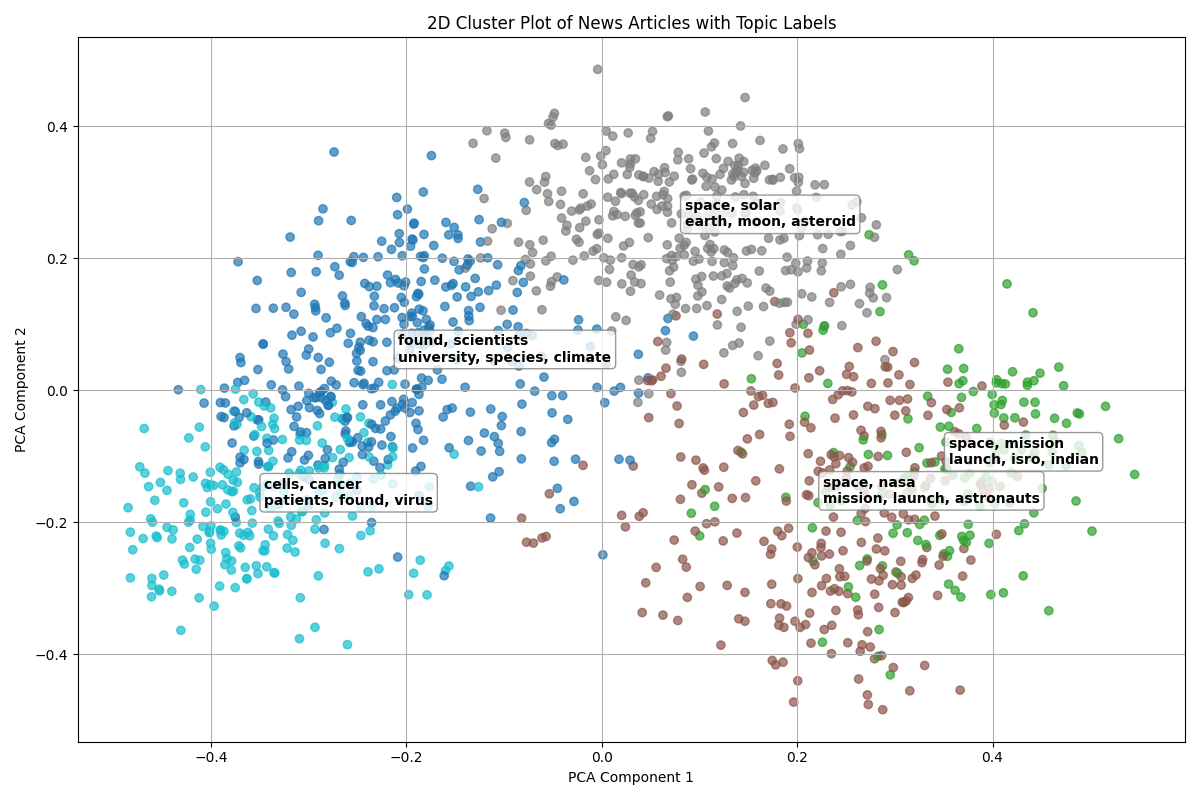 2D Cluster Plot of News Articles with Topic Labels
PCA Component 2
0.4
0.2
0.0
−0.2
−0.4
space, solar
earth, moon, asteroid
found, scientists
university, species, climate
space, mission
launch, isro, indian
cells, cancer
patients, found, virus
space, nasa
mission, launch, astronauts
−0.4
−0.2
0.0
0.2
0.4
PCA Component 1